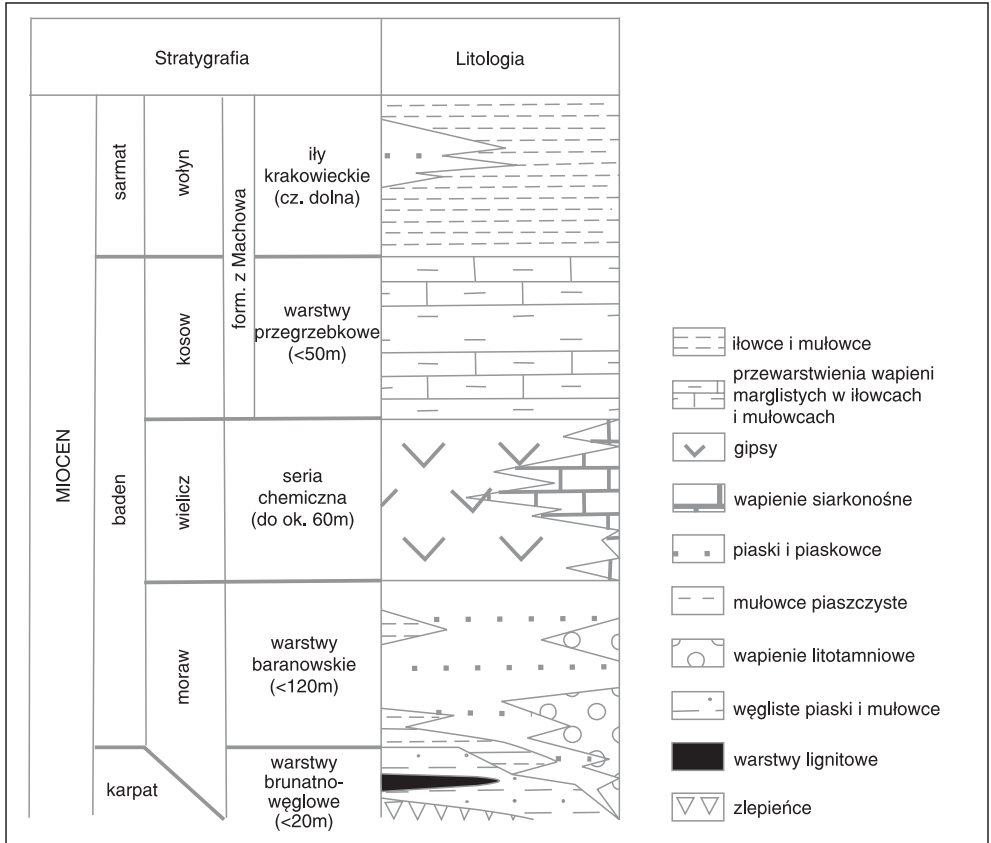 Stratygrafia
Litologia
MIOCEN
sarmat
wołyn
form. z Machowa
iły
krakowieckie
(cz. dolna)
baden
kosow
warstwy
przegrzebkowe
(<50m)
wielicz
seria
chemiczna
(do ok. 60m)
moraw
warstwy
baranowskie
(<120m)
karpat
warstwy
brunatno-
węglowe
(<20m)
iłowce i mułowce
przewarstwienia wapieni
marglistych w iłowcach
i mułowcach
gipsy
wapienie siarkonośne
piaski i piaskowce
mułowce piaszczyste
wapienie litotamniowe
węgliste piaski i mułowce
warstwy lignitowe
zlepieńce